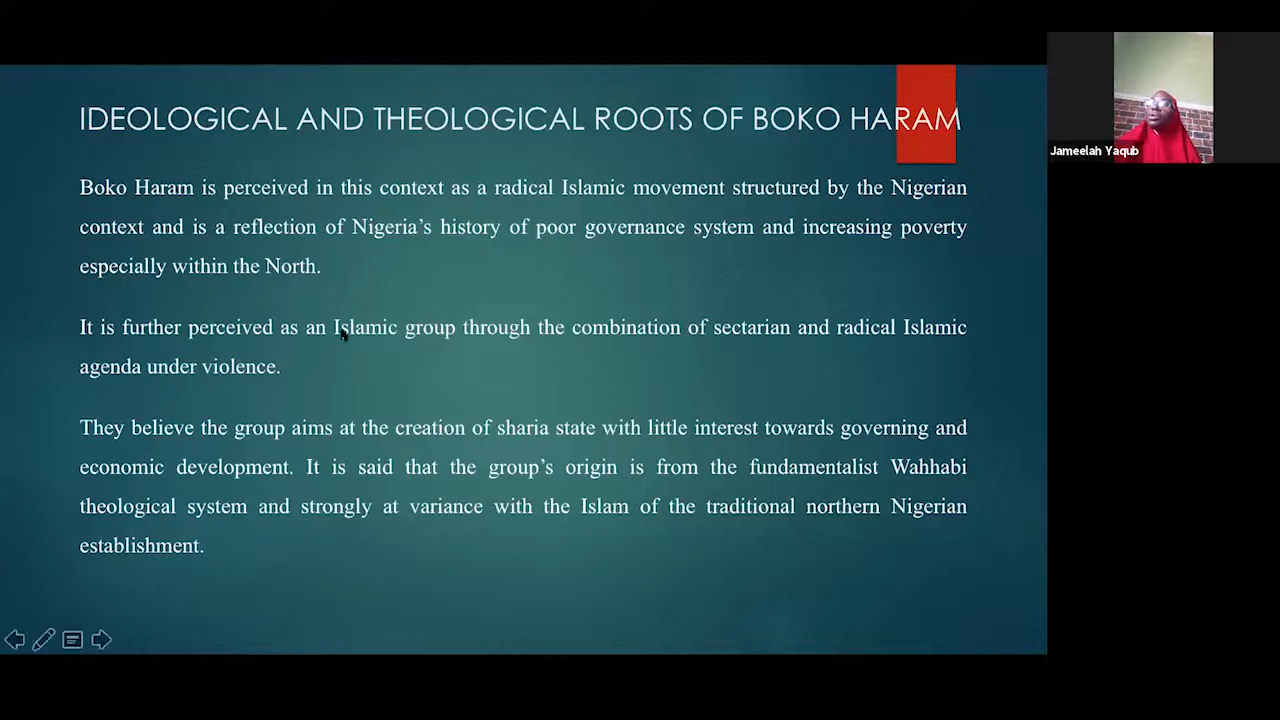 IDEOLOGICAL AND THEOLOGICAL ROOTS OF BOKO HARAM
Boko Haram is perceived in this context as a radical Islamic movement structured by the Nigerian
context and is a reflection of Nigeria's history of poor governance system and increasing poverty
especially within the North.
It is further perceived as an Islamic group through the combination of sectarian and radical Islamic
agenda under violence.
They believe the group aims at the creation of sharia state with little interest towards governing and
economic development. It is said that the group's origin is from the fundamentalist Wahhabi
theological system and strongly at variance with the Islam of the traditional northern Nigerian
establishment.
Jameelah Yaqub